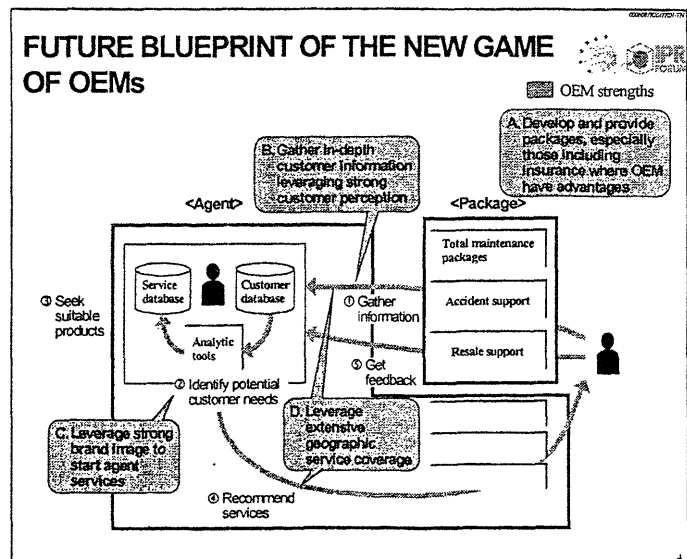 FUTURE BLUEPRINT OF THE NEW GAME
OF OEMs
IPR
FORUM
OEM strengths
A. Develop and provide
packages, especially
those including
insurance where OEM
have advantages
B. Gather in-depth
customer information
leveraging strong
customer perception
<Agent>
<Package>
Total maintenance
packages
Accident support
Resale support
Service
database
Customer
database
Analytic
tools
③ Seek
suitable
products
① Gather
information
⑤ Get
feedback
② Identify potential
customer needs
C. Leverage strong
brand image to
start agent
services
D. Leverage
extensive
geographic
service coverage
④ Recommend
services